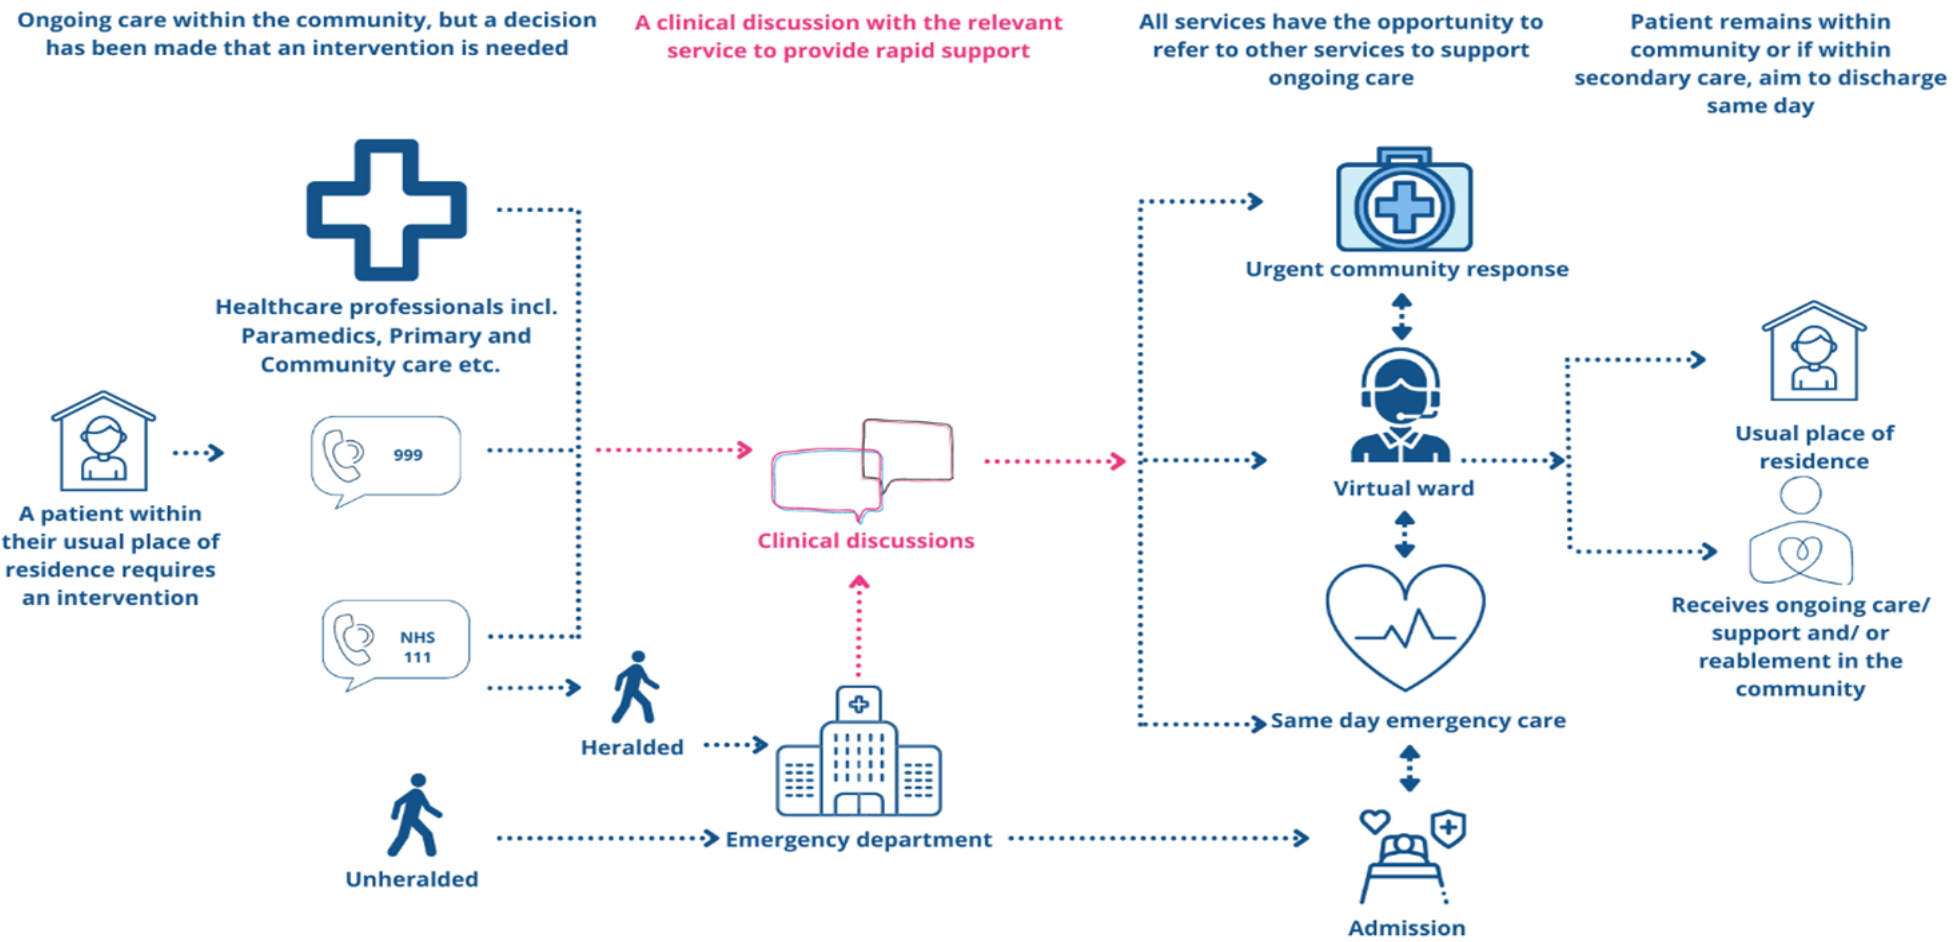 Ongoing care within the community, but a decision
has been made that an intervention is needed
A clinical discussion with the relevant
service to provide rapid support
All services have the opportunity to
refer to other services to support
ongoing care
Patient remains within
community or if within
secondary care, aim to discharge
same day
Healthcare professionals incl.
Paramedics, Primary and
Community care etc.
A patient within
their usual place of
residence requires
an intervention
999
NHS
111
Heralded
Unheralded
Clinical discussions
Emergency department
Urgent community response
Virtual ward
Same day emergency care
Admission
Usual place of
residence
Receives ongoing care/
support and/ or
reablement in the
community